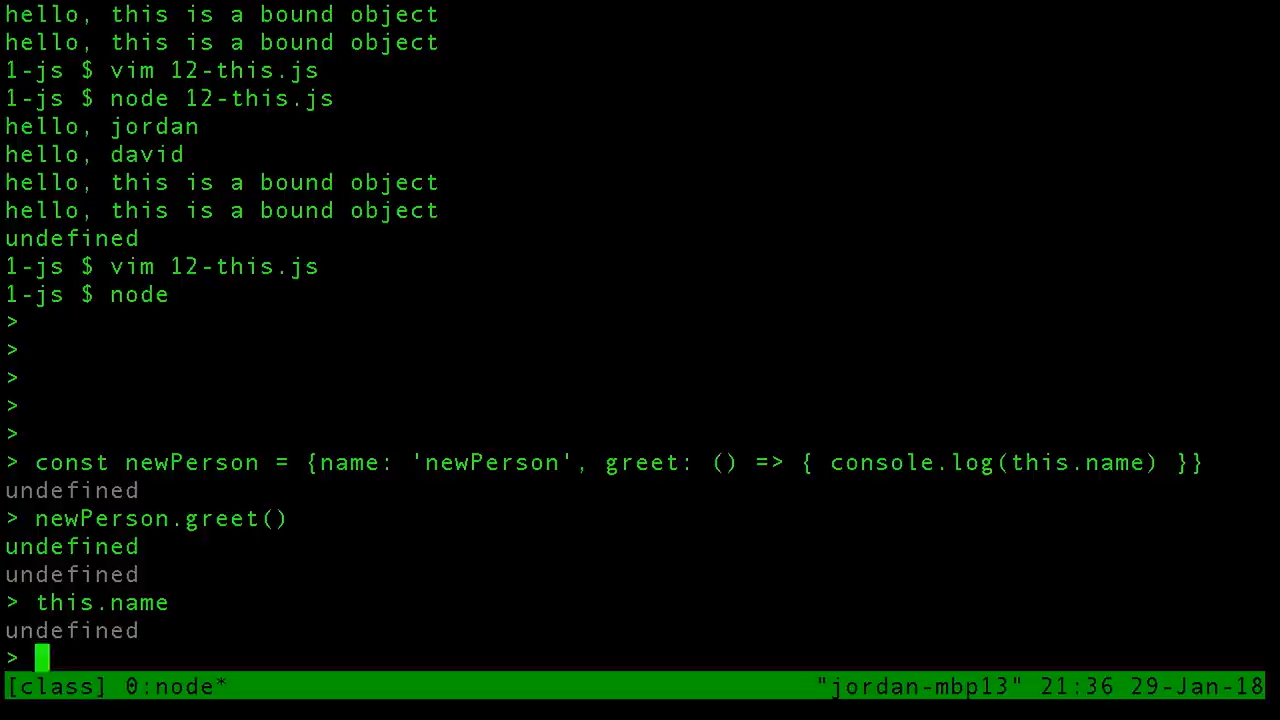 hello, this is a bound object
hello, this is a bound object
1-js $ vim 12-this.js
1-js $ node 12-this.js
hello, jordan
hello, david
hello, this is a bound object
hello, this is a bound object
undefined
1-js $ vim 12-this.js
1-js $ node
>
>
>
>
>
> const newPerson = {name: 'newPerson', greet: () => { console.log(this.name) }}
undefined
> newPerson.greet()
undefined
undefined
> this.name
undefined
>
[class] 0:node* "jordan-mbp13" 21:36 29-Jan-18